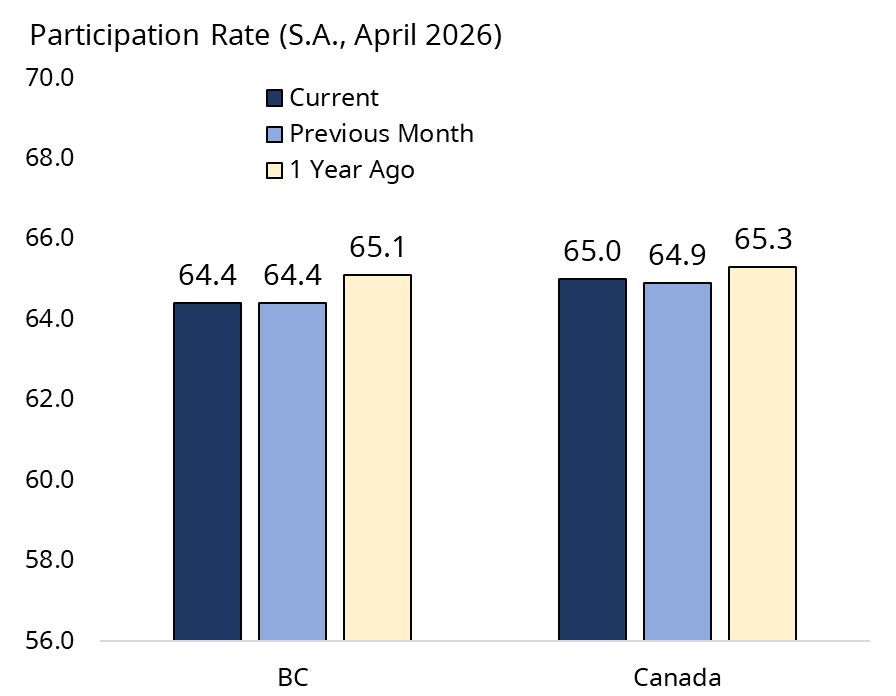 Participation Rate (S.A., April 2026)
70.0
Current
Previous Month
68.0
1 Year Ago
66.0
64.4
64.4
65.1
65.0
64.9
65.3
64.0
62.0
60.0
58.0
56.0
BC
Canada